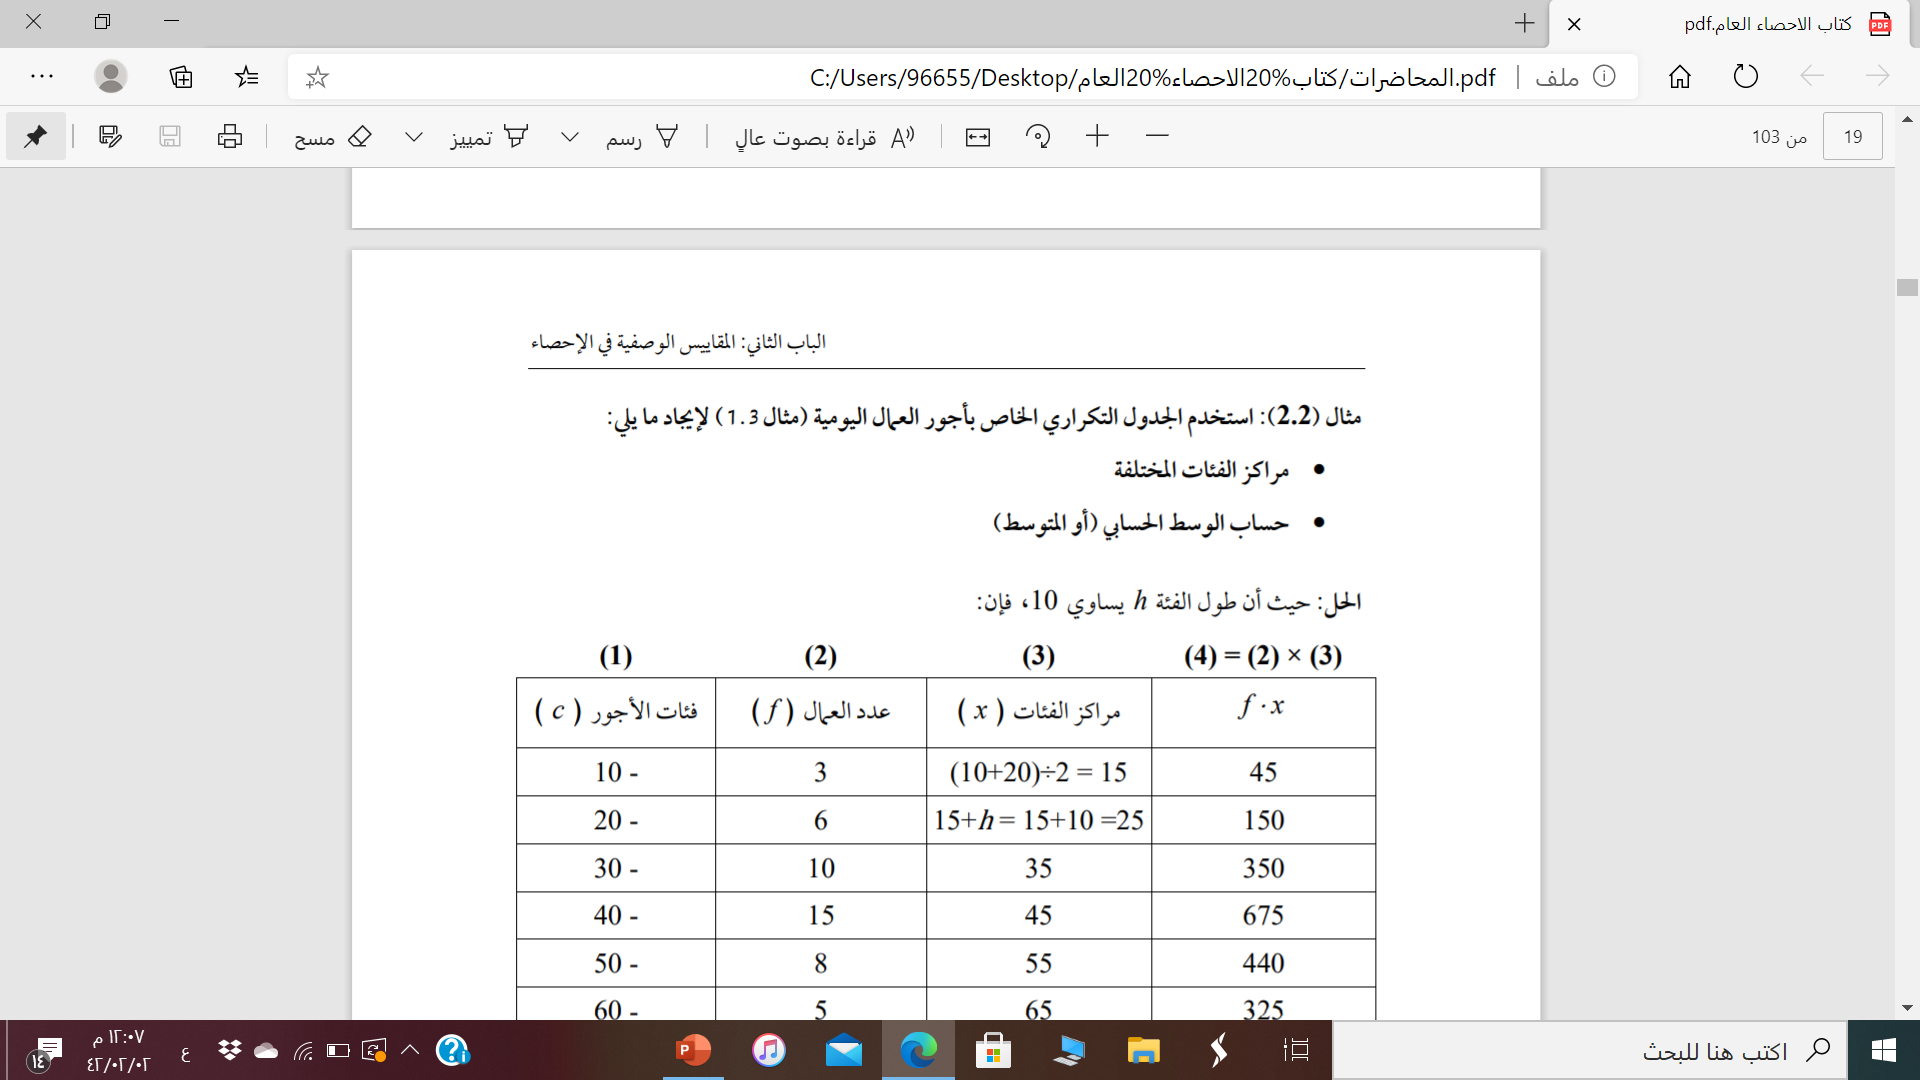 كتاب الاحصاء العام.pdf
ملف
C:/Users/96655/Desktop/المحاضرات/كتاب%20الاحصاء%20العام.pdf
19 من 103
قراءة بصوت عالٍ
رسم
تمييز
مسح
الباب الثاني: المقاييس الوصفية في الإحصاء
مثال (2.2): استخدم الجدول التكراري الخاص بأجور العمال اليومية (مثال 1.3) لإيجاد ما يلي:
• مراكز الفئات المختلفة
• حساب الوسط الحسابي (أو المتوسط)
الحل: حيث أن طول الفئة h يساوي 10، فإن:
(1) (2) (3) (4) = (2) × (3)
فئات الأجور ( c ) عدد العمال ( f ) مراكز الفئات ( x ) f · x
10 - 3 (10+20)÷2 = 15 45
20 - 6 15+h = 15+10 =25 150
30 - 10 35 350
40 - 15 45 675
50 - 8 55 440
60 - 5 65 325
اكتب هنا للبحث
ع
١٢:٠٧ م
٤٢/٠٢/٠٢
١٤